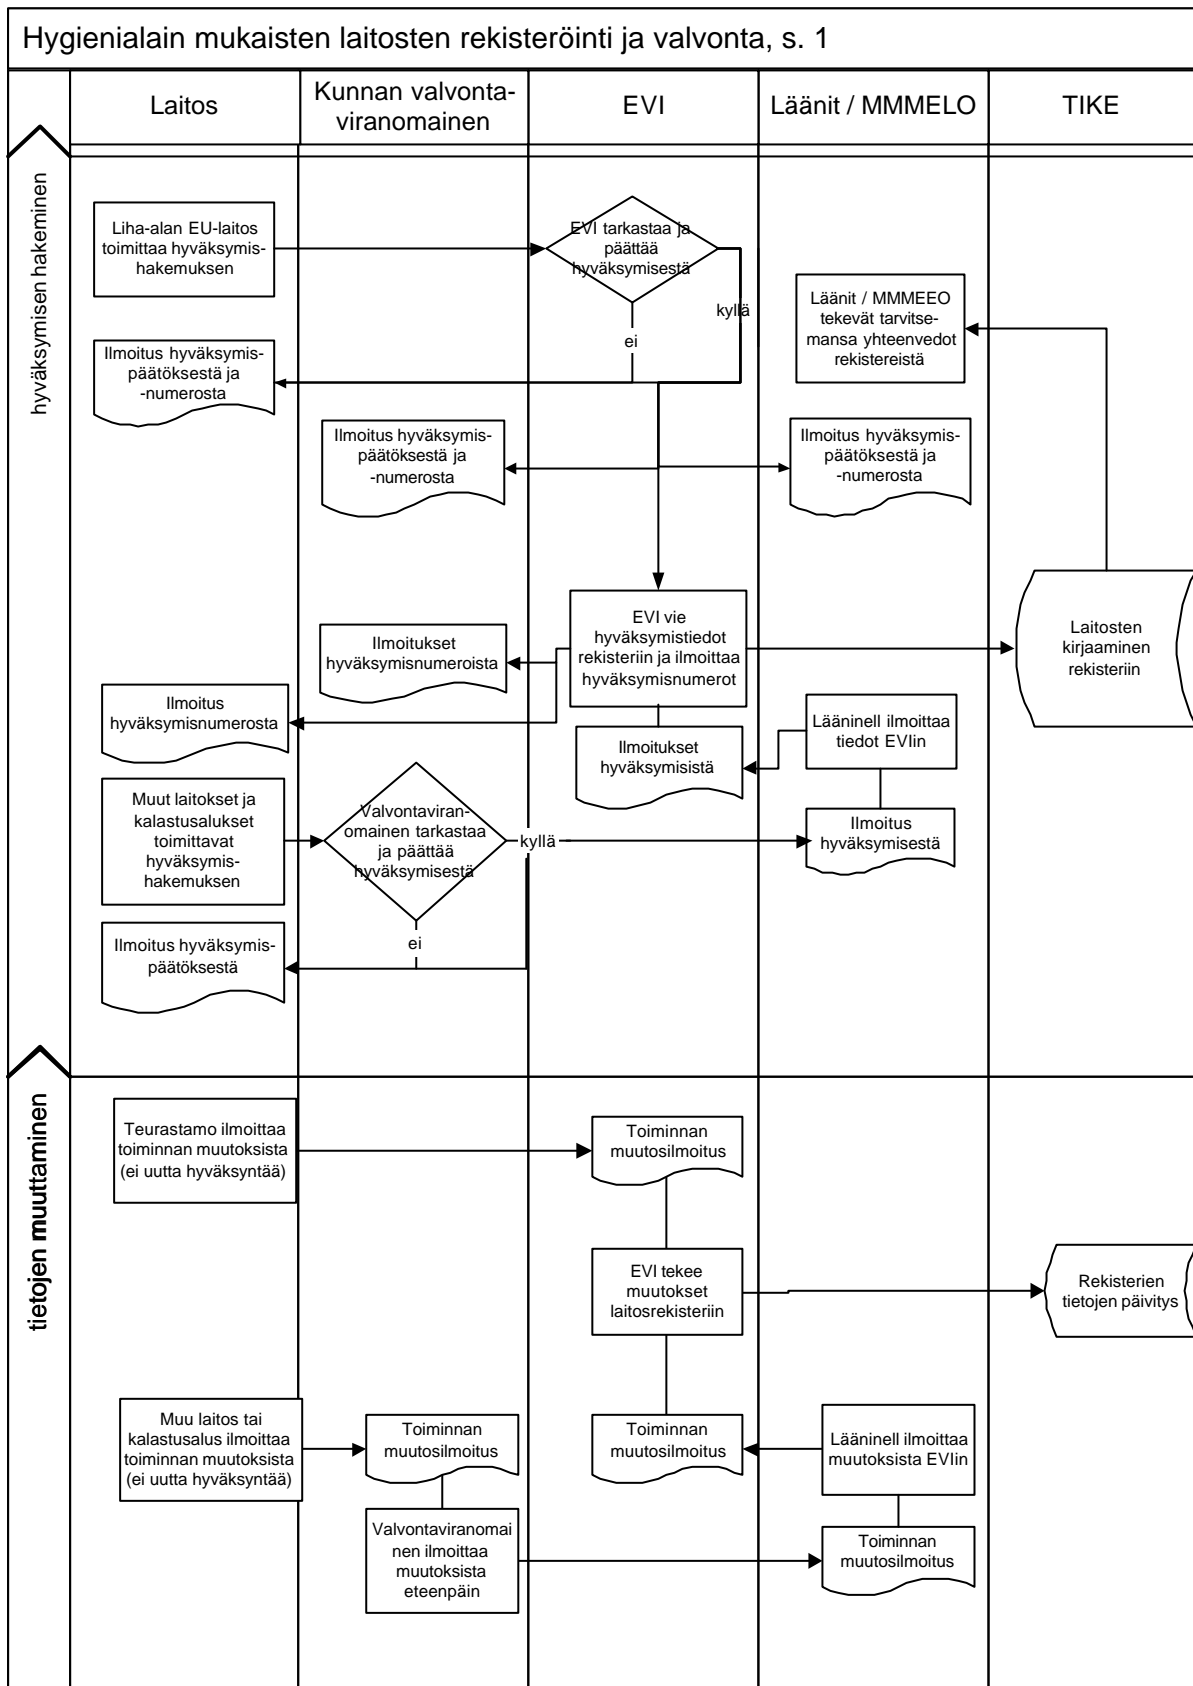 Hygienialain mukaisten laitosten rekisteröinti ja valvonta, s. 1
Laitos
Kunnan valvonta-
viranomainen
EVI
Läänit / MMMELO
TIKE
hyväksymisen hakeminen
Liha-alan EU-laitos
toimittaa hyväksymis-
hakemuksen
EVI tarkastaa ja
päättää
hyväksymisestä
kyllä
ei
Läänit / MMMEEO
tekevät tarvitse-
mansa yhteenvedot
rekistereistä
Ilmoitus hyväksymis-
päätöksestä ja
-numerosta
Ilmoitus hyväksymis-
päätöksestä ja
-numerosta
Ilmoitus hyväksymis-
päätöksestä ja
-numerosta
EVI vie
hyväksymistiedot
rekisteriin ja ilmoittaa
hyväksymisnumerot
Ilmoitukset
hyväksymisnumeroista
Laitosten
kirjaaminen
rekisteriin
Ilmoitus
hyväksymisnumerosta
Ilmoitukset
hyväksymisistä
Lääninell ilmoittaa
tiedot EVIin
Muut laitokset ja
kalastusalukset
toimittavat
hyväksymis-
hakemuksen
Valvontaviran-
omainen tarkastaa
ja päättää
hyväksymisestä
kyllä
ei
Ilmoitus
hyväksymisestä
Ilmoitus hyväksymis-
päätöksestä
tietojen muuttaminen
Teurastamo ilmoittaa
toiminnan muutoksista
(ei uutta hyväksyntää)
Toiminnan
muutosilmoitus
EVI tekee
muutokset
laitosrekisteriin
Rekisterien
tietojen päivitys
Muu laitos tai
kalastusalus ilmoittaa
toiminnan muutoksista
(ei uutta hyväksyntää)
Toiminnan
muutosilmoitus
Toiminnan
muutosilmoitus
Lääninell ilmoittaa
muutoksista EVIin
Valvontaviranomai
nen ilmoittaa
muutoksista
eteenpäin
Toiminnan
muutosilmoitus